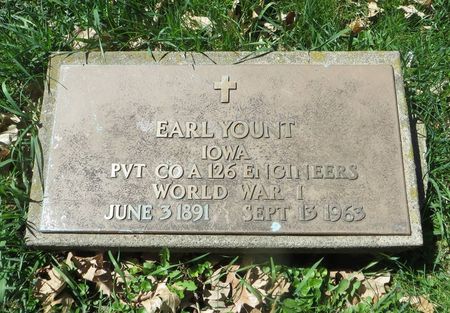 EARL YOUNT
IOWA
PVT CO A 126 ENGINEERS
WORLD WAR I
JUNE 3 1891 SEPT 13 1963